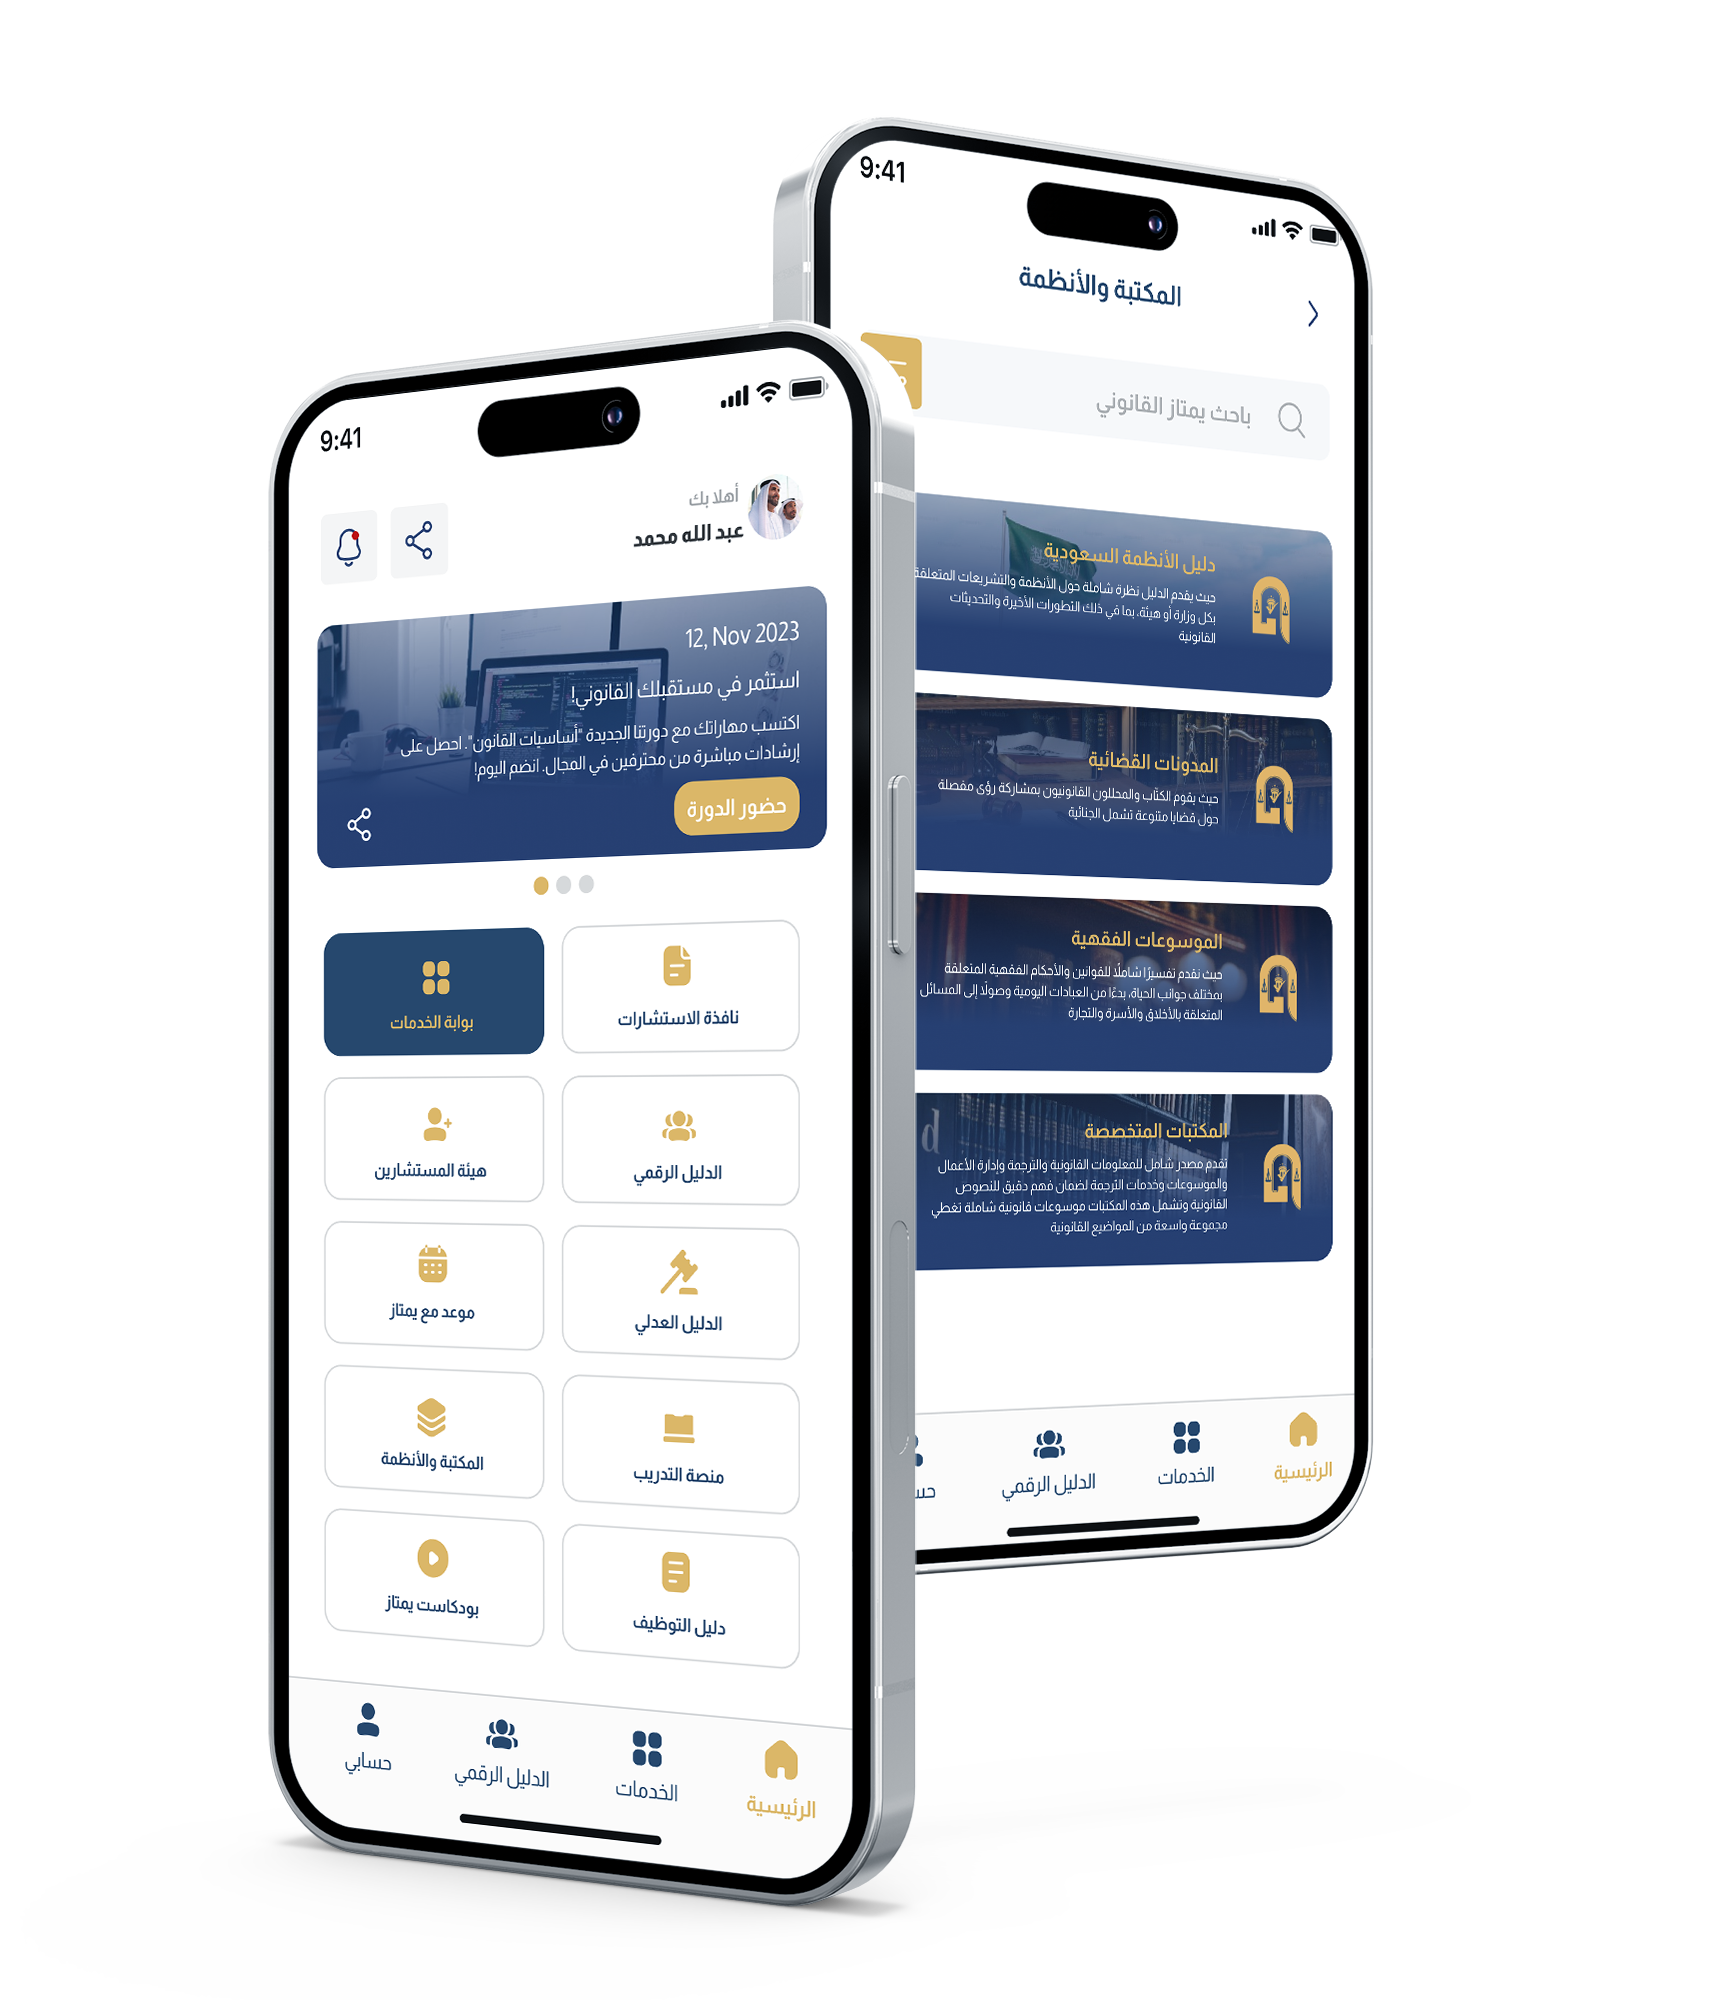 9:41
أهلا بك
عبد الله محمد
12, Nov 2023
استثمر في مستقبلك القانوني!
اكتسب مهاراتك مع دورتنا الجديدة "أساسيات القانون". احصل على
إرشادات مباشرة من محترفين في المجال. انضم اليوم!
حضور الدورة
نافذة الاستشارات
بوابة الخدمات
الدليل الرقمي
هيئة المستشارين
الدليل العدلي
موعد مع يمتاز
منصة التدريب
المكتبة والأنظمة
دليل التوظيف
بودكاست يمتاز
الرئيسية
الخدمات
الدليل الرقمي
حسابي
9:41
المكتبة والأنظمة
باحث يمتاز القانوني
دليل الأنظمة السعودية
حيث يقدم الدليل نظرة شاملة حول الأنظمة والتشريعات المتعلقة
بكل وزارة أو هيئة، بما في ذلك التطورات الأخيرة والتحديثات
القانونية
المدونات القضائية
حيث يقوم الكتّاب والمحللون القانونيون بمشاركة رؤى مفصلة
حول قضايا متنوعة تشمل الجنائية
الموسوعات الفقهية
حيث نقدم تفسيرًا شاملًا للقوانين والأحكام الفقهية المتعلقة
بمختلف جوانب الحياة، بدءًا من العبادات اليومية وصولًا إلى المسائل
المتعلقة بالأخلاق والأسرة والتجارة
المكتبات المتخصصة
تقدم مصدر شامل للمعلومات القانونية والترجمة وإدارة الأعمال
والموسوعات وخدمات الترجمة لضمان فهم دقيق للنصوص
القانونية وتشمل هذه المكتبات موسوعات قانونية شاملة تغطي
مجموعة واسعة من المواضيع القانونية
الرئيسية
الخدمات
الدليل الرقمي